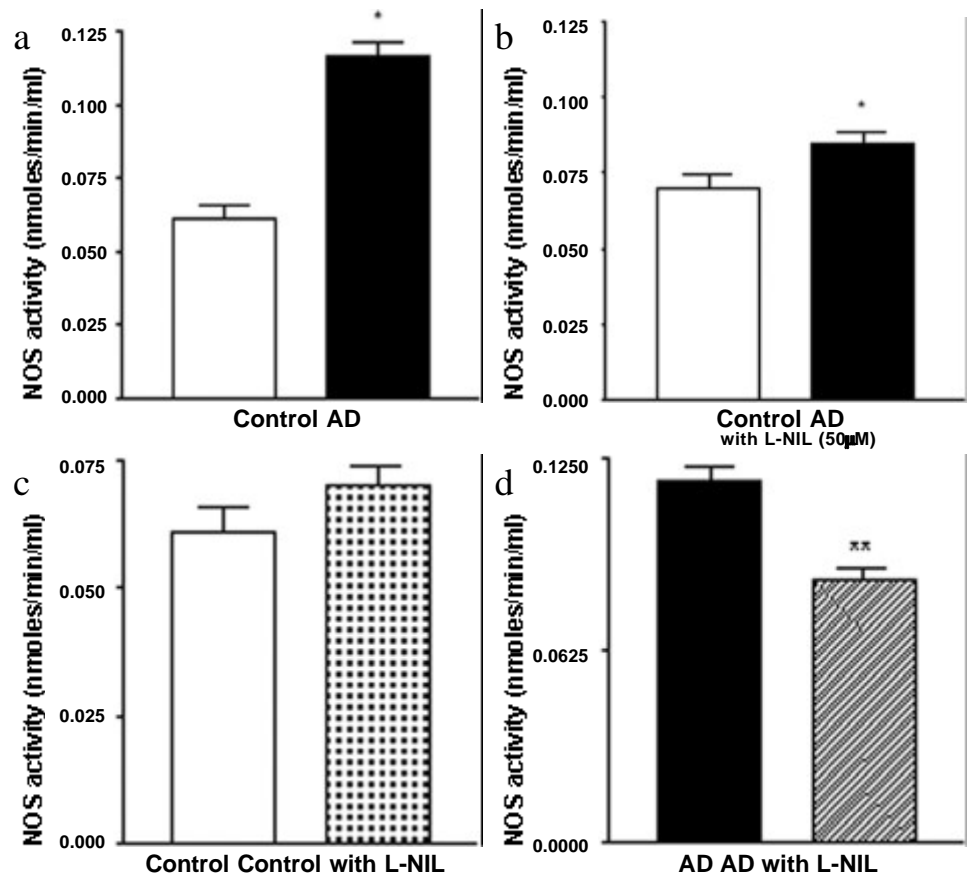 a
NOS activity (nmoles/min/ml)
0.125
0.100
0.075
0.050
0.025
0.000
*
Control AD
b
NOS activity (nmoles/min/ml)
0.125
0.100
0.075
0.050
0.025
0.000
*
Control AD
with L-NIL (50µM)
c
NOS activity (nmoles/min/ml)
0.075
0.050
0.025
0.000
Control Control with L-NIL
d
NOS activity (nmoles/min/ml)
0.1250
0.0625
0.0000
**
AD AD with L-NIL